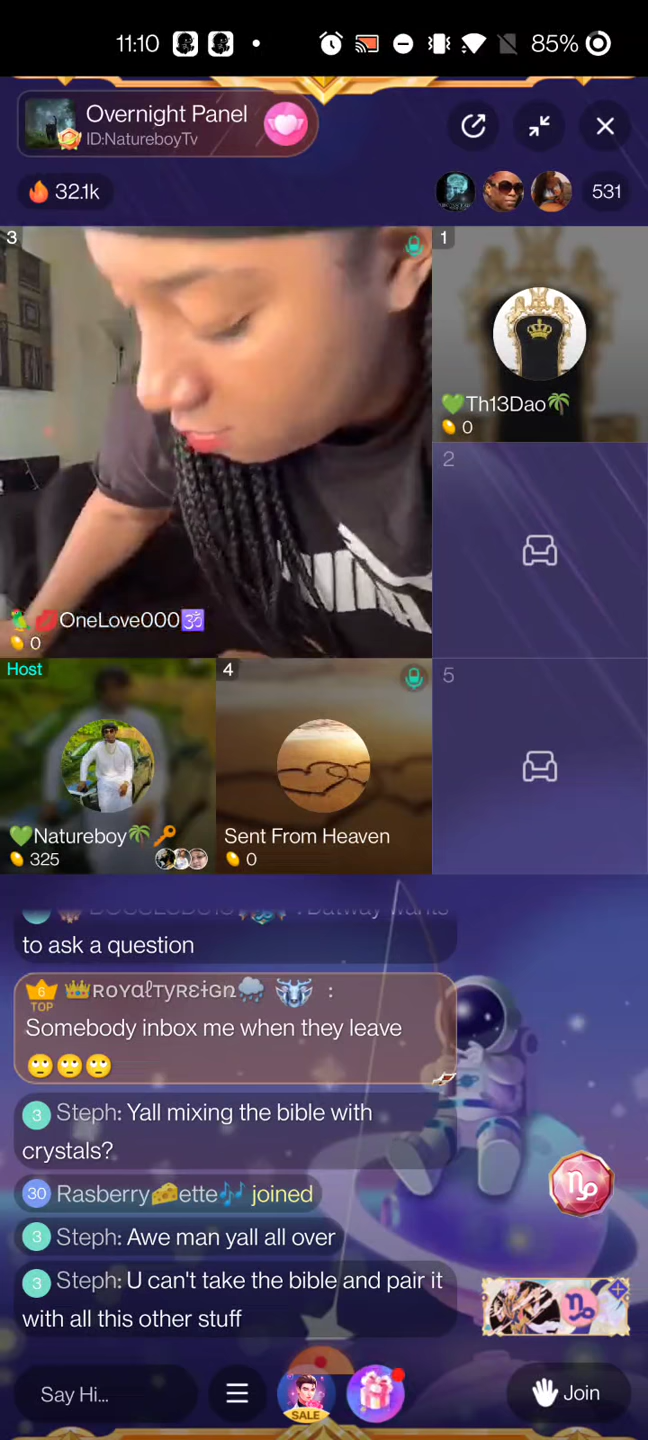 11:10
85%
Overnight Panel
ID:NatureboyTv
32.1k
531
3
1
💚Th13Dao🌴
0
2
🦜💋OneLove000🕉
0
Host
4
5
💚Natureboy🌴🔑
325
Sent From Heaven
0
to ask a question
6
TOP
👑ʀᴏʏαℓᴛʏʀɛɨɢn🌧 :
Somebody inbox me when they leave
🙄🙄🙄
3 Steph: Yall mixing the bible with
crystals?
30 Rasberry🧀ette🎶 joined
3 Steph: Awe man yall all over
3 Steph: U can't take the bible and pair it
with all this other stuff
Say Hi...
SALE
Join